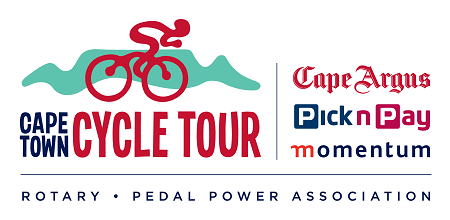 CAPE TOWN CYCLE TOUR
Cape Argus
Pick n Pay
momentum
ROTARY • PEDAL POWER ASSOCIATION